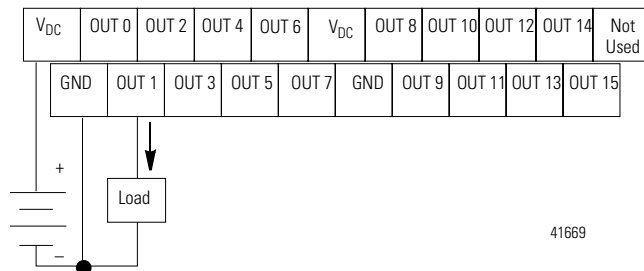 V_DC OUT 0 OUT 2 OUT 4 OUT 6 V_DC OUT 8 OUT 10 OUT 12 OUT 14 Not Used
GND OUT 1 OUT 3 OUT 5 OUT 7 GND OUT 9 OUT 11 OUT 13 OUT 15
+
Load
41669
–